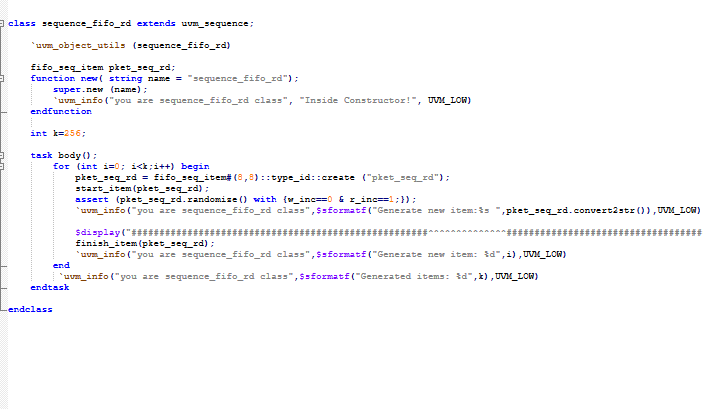 class sequence_fifo_rd extends uvm_sequence;
`uvm_object_utils (sequence_fifo_rd)
fifo_seq_item pket_seq_rd;
function new( string name = "sequence_fifo_rd");
super.new (name);
`uvm_info("you are sequence_fifo_rd class", "Inside Constructor!", UVM_LOW)
endfunction
int k=256;
task body();
for (int i=0; i<k;i++) begin
pket_seq_rd = fifo_seq_item#(8,8)::type_id::create ("pket_seq_rd");
start_item(pket_seq_rd);
assert (pket_seq_rd.randomize() with {w_inc==0 & r_inc==1;});
`uvm_info("you are sequence_fifo_rd class",$sformatf("Generate new item:%s ",pket_seq_rd.convert2str()),UVM_LOW)
$display("#####################################################^^^^^^^^^^^^^^###################################
finish_item(pket_seq_rd);
`uvm_info("you are sequence_fifo_rd class",$sformatf("Generate new item: %d",i),UVM_LOW)
end
`uvm_info("you are sequence_fifo_rd class",$sformatf("Generated items: %d",k),UVM_LOW)
endtask
endclass